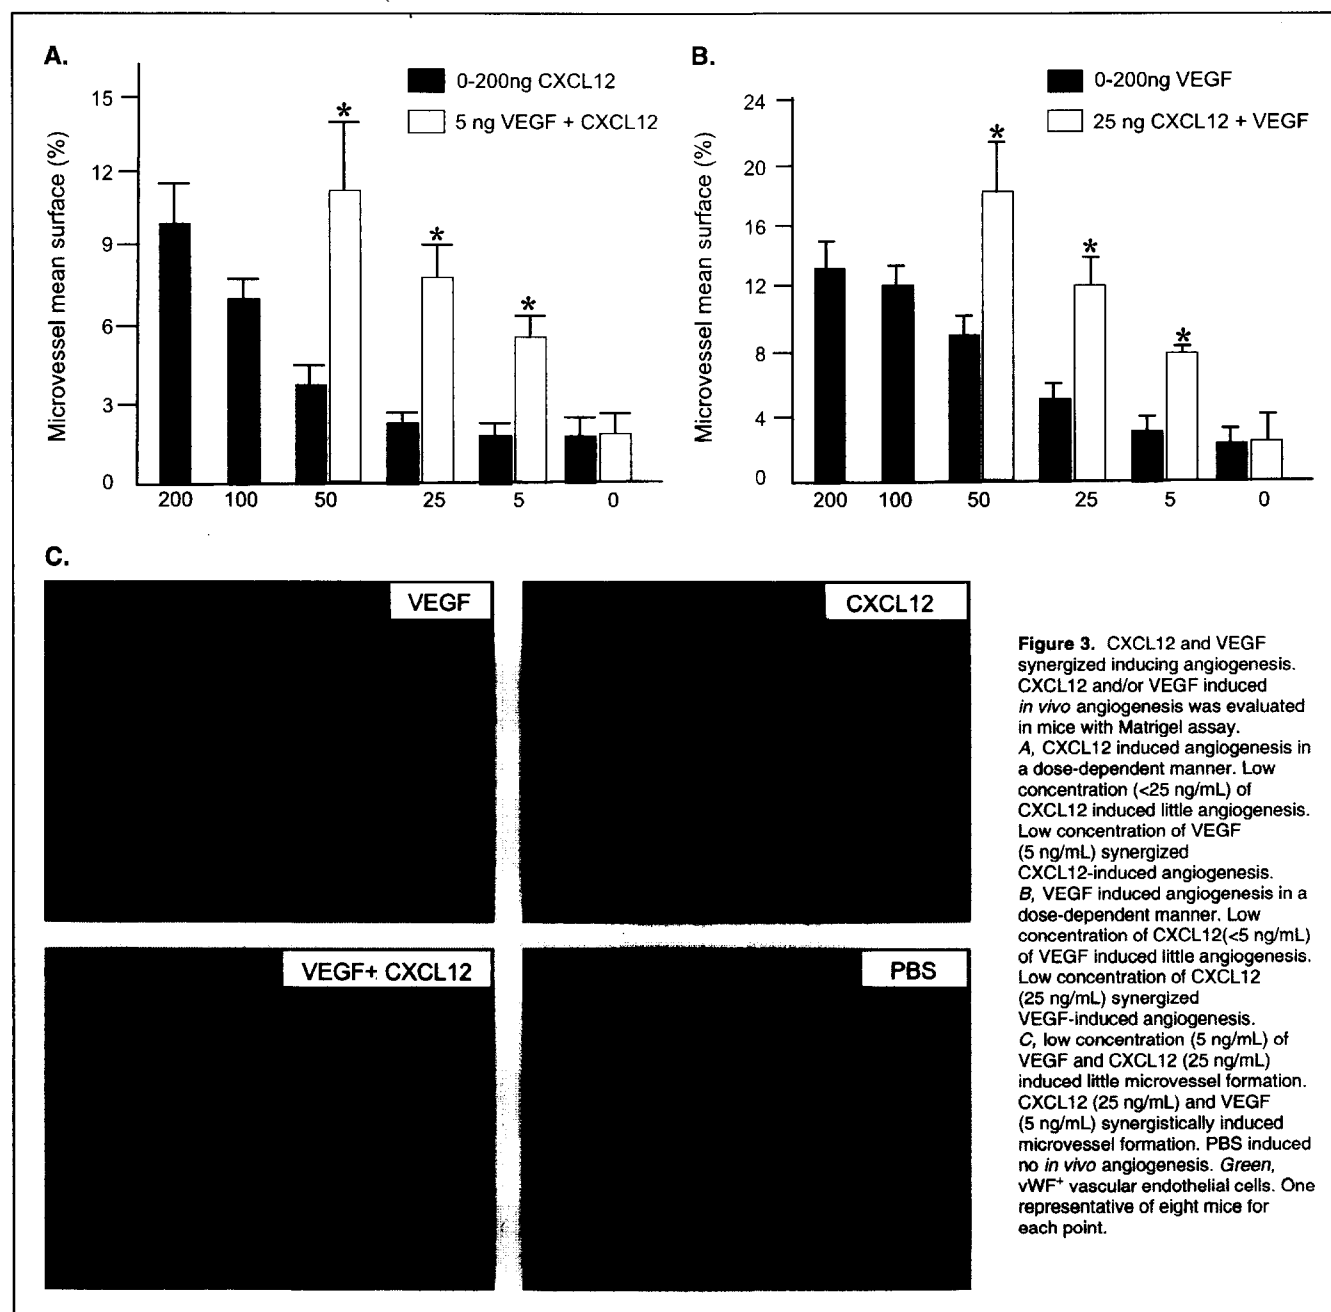 A.
0-200ng CXCL12
5 ng VEGF + CXCL12
Microvessel mean surface (%)
15
12
9
6
3
0
*
*
*
200 100 50 25 5 0
B.
0-200ng VEGF
25 ng CXCL12 + VEGF
Microvessel mean surface (%)
24
20
16
12
8
4
0
*
*
*
200 100 50 25 5 0
C.
VEGF
CXCL12
VEGF+ CXCL12
PBS
Figure 3. CXCL12 and VEGF
synergized inducing angiogenesis.
CXCL12 and/or VEGF induced
in vivo angiogenesis was evaluated
in mice with Matrigel assay.
A, CXCL12 induced angiogenesis in
a dose-dependent manner. Low
concentration (<25 ng/mL) of
CXCL12 induced little angiogenesis.
Low concentration of VEGF
(5 ng/mL) synergized
CXCL12-induced angiogenesis.
B, VEGF induced angiogenesis in a
dose-dependent manner. Low
concentration of CXCL12(<5 ng/mL)
of VEGF induced little angiogenesis.
Low concentration of CXCL12
(25 ng/mL) synergized
VEGF-induced angiogenesis.
C, low concentration (5 ng/mL) of
VEGF and CXCL12 (25 ng/mL)
induced little microvessel formation.
CXCL12 (25 ng/mL) and VEGF
(5 ng/mL) synergistically induced
microvessel formation. PBS induced
no in vivo angiogenesis. Green,
vWF⁺ vascular endothelial cells. One
representative of eight mice for
each point.